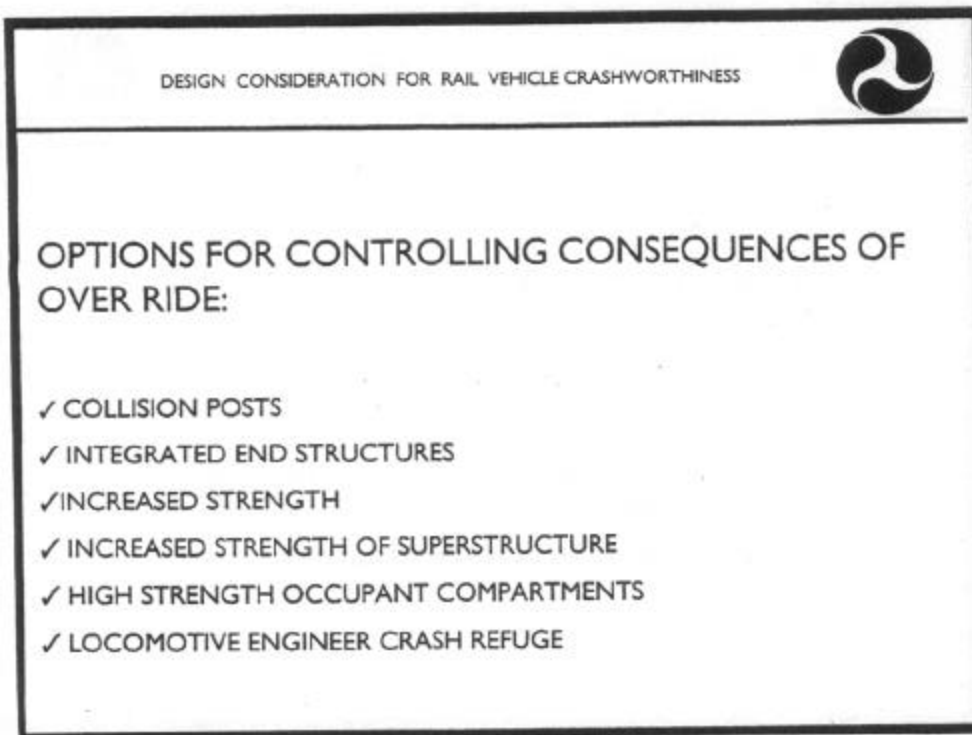 DESIGN CONSIDERATION FOR RAIL VEHICLE CRASHWORTHINESS
OPTIONS FOR CONTROLLING CONSEQUENCES OF
OVER RIDE:
✓ COLLISION POSTS
✓ INTEGRATED END STRUCTURES
✓INCREASED STRENGTH
✓ INCREASED STRENGTH OF SUPERSTRUCTURE
✓ HIGH STRENGTH OCCUPANT COMPARTMENTS
✓ LOCOMOTIVE ENGINEER CRASH REFUGE